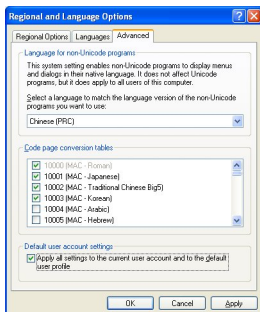 Regional and Language Options
Regional Options
Languages
Advanced
Language for non-Unicode programs
This system setting enables non-Unicode programs to display menus
and dialogs in their native language. It does not affect Unicode
programs, but it does apply to all users of this computer.
Select a language to match the language version of the non-Unicode
programs you want to use:
Chinese (PRC)
Code page conversion tables
10000 (MAC - Roman)
10001 (MAC - Japanese)
10002 (MAC - Traditional Chinese Big5)
10003 (MAC - Korean)
10004 (MAC - Arabic)
10005 (MAC - Hebrew)
Default user account settings
Apply all settings to the current user account and to the default
user profile
OK
Cancel
Apply